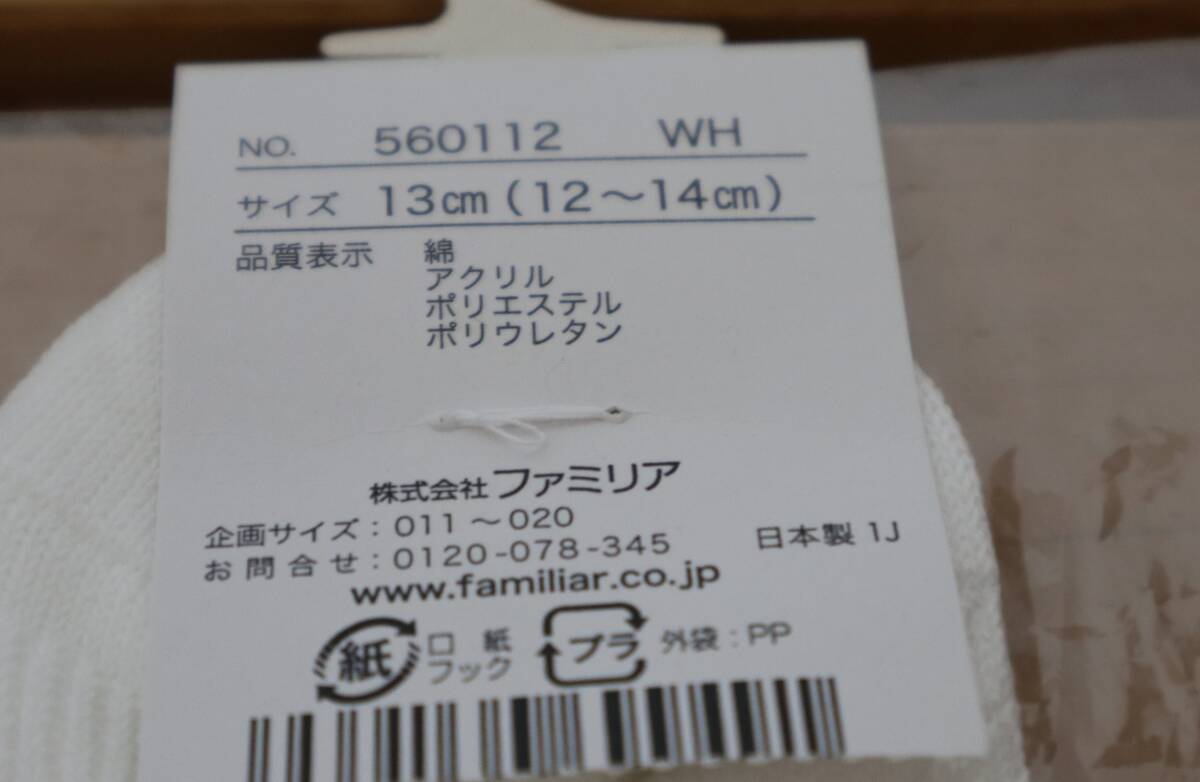 NO. 560112 WH
サイズ 13cm(12～14cm)
品質表示 綿
アクリル
ポリエステル
ポリウレタン
株式会社ファミリア
企画サイズ：011～020
お問合せ：0120-078-345 日本製 1J
www.familiar.co.jp
紙 口紙
フック
プラ 外袋：PP